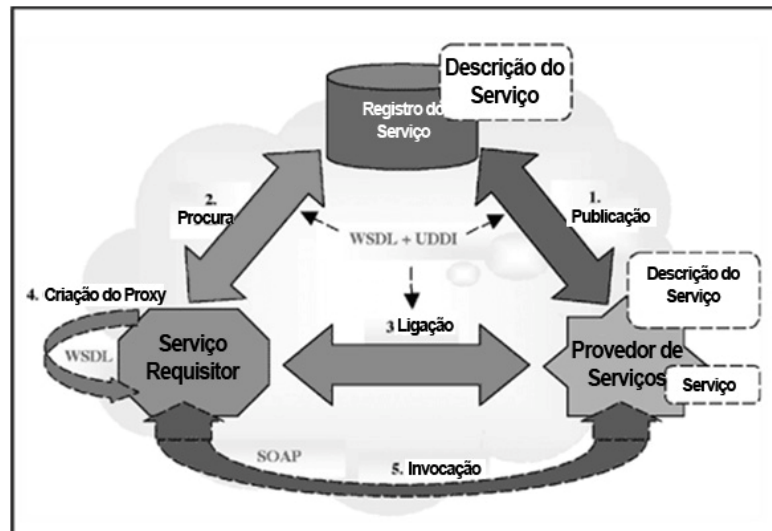 Descrição do
Serviço
Registro do
Serviço
2.
Procura
1.
Publicação
WSDL + UDDI
4. Criação do Proxy
WSDL
3 Ligação
Descrição do
Serviço
Serviço
Requisitor
Provedor de
Serviços
Serviço
SOAP
5. Invocação